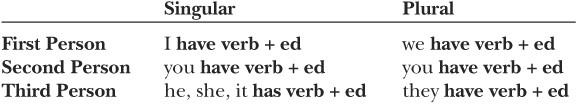 Singular Plural
First Person I have verb + ed we have verb + ed
Second Person you have verb + ed you have verb + ed
Third Person he, she, it has verb + ed they have verb + ed